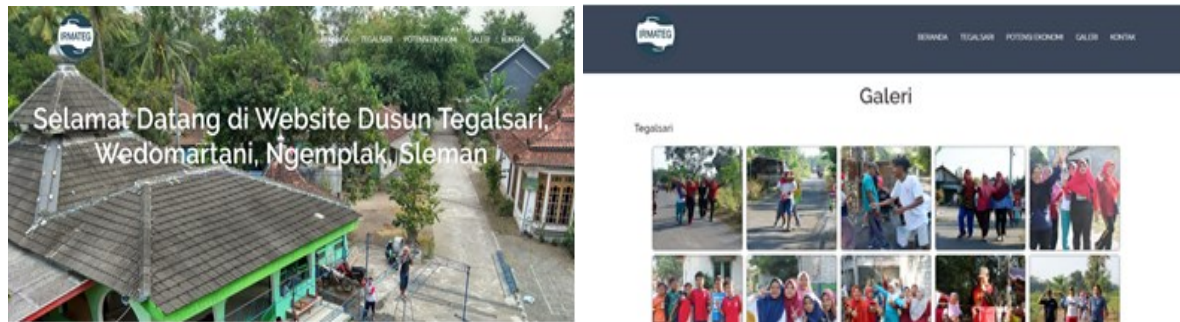 IRMATEG
BERANDA TEGALSARI POTENSI EKONOMI GALERI KONTAK
Selamat Datang di Website Dusun Tegalsari,
Wedomartani, Ngemplak, Sleman
IRMATEG
BERANDA TEGALSARI POTENSI EKONOMI GALERI KONTAK
Galeri
Tegalsari